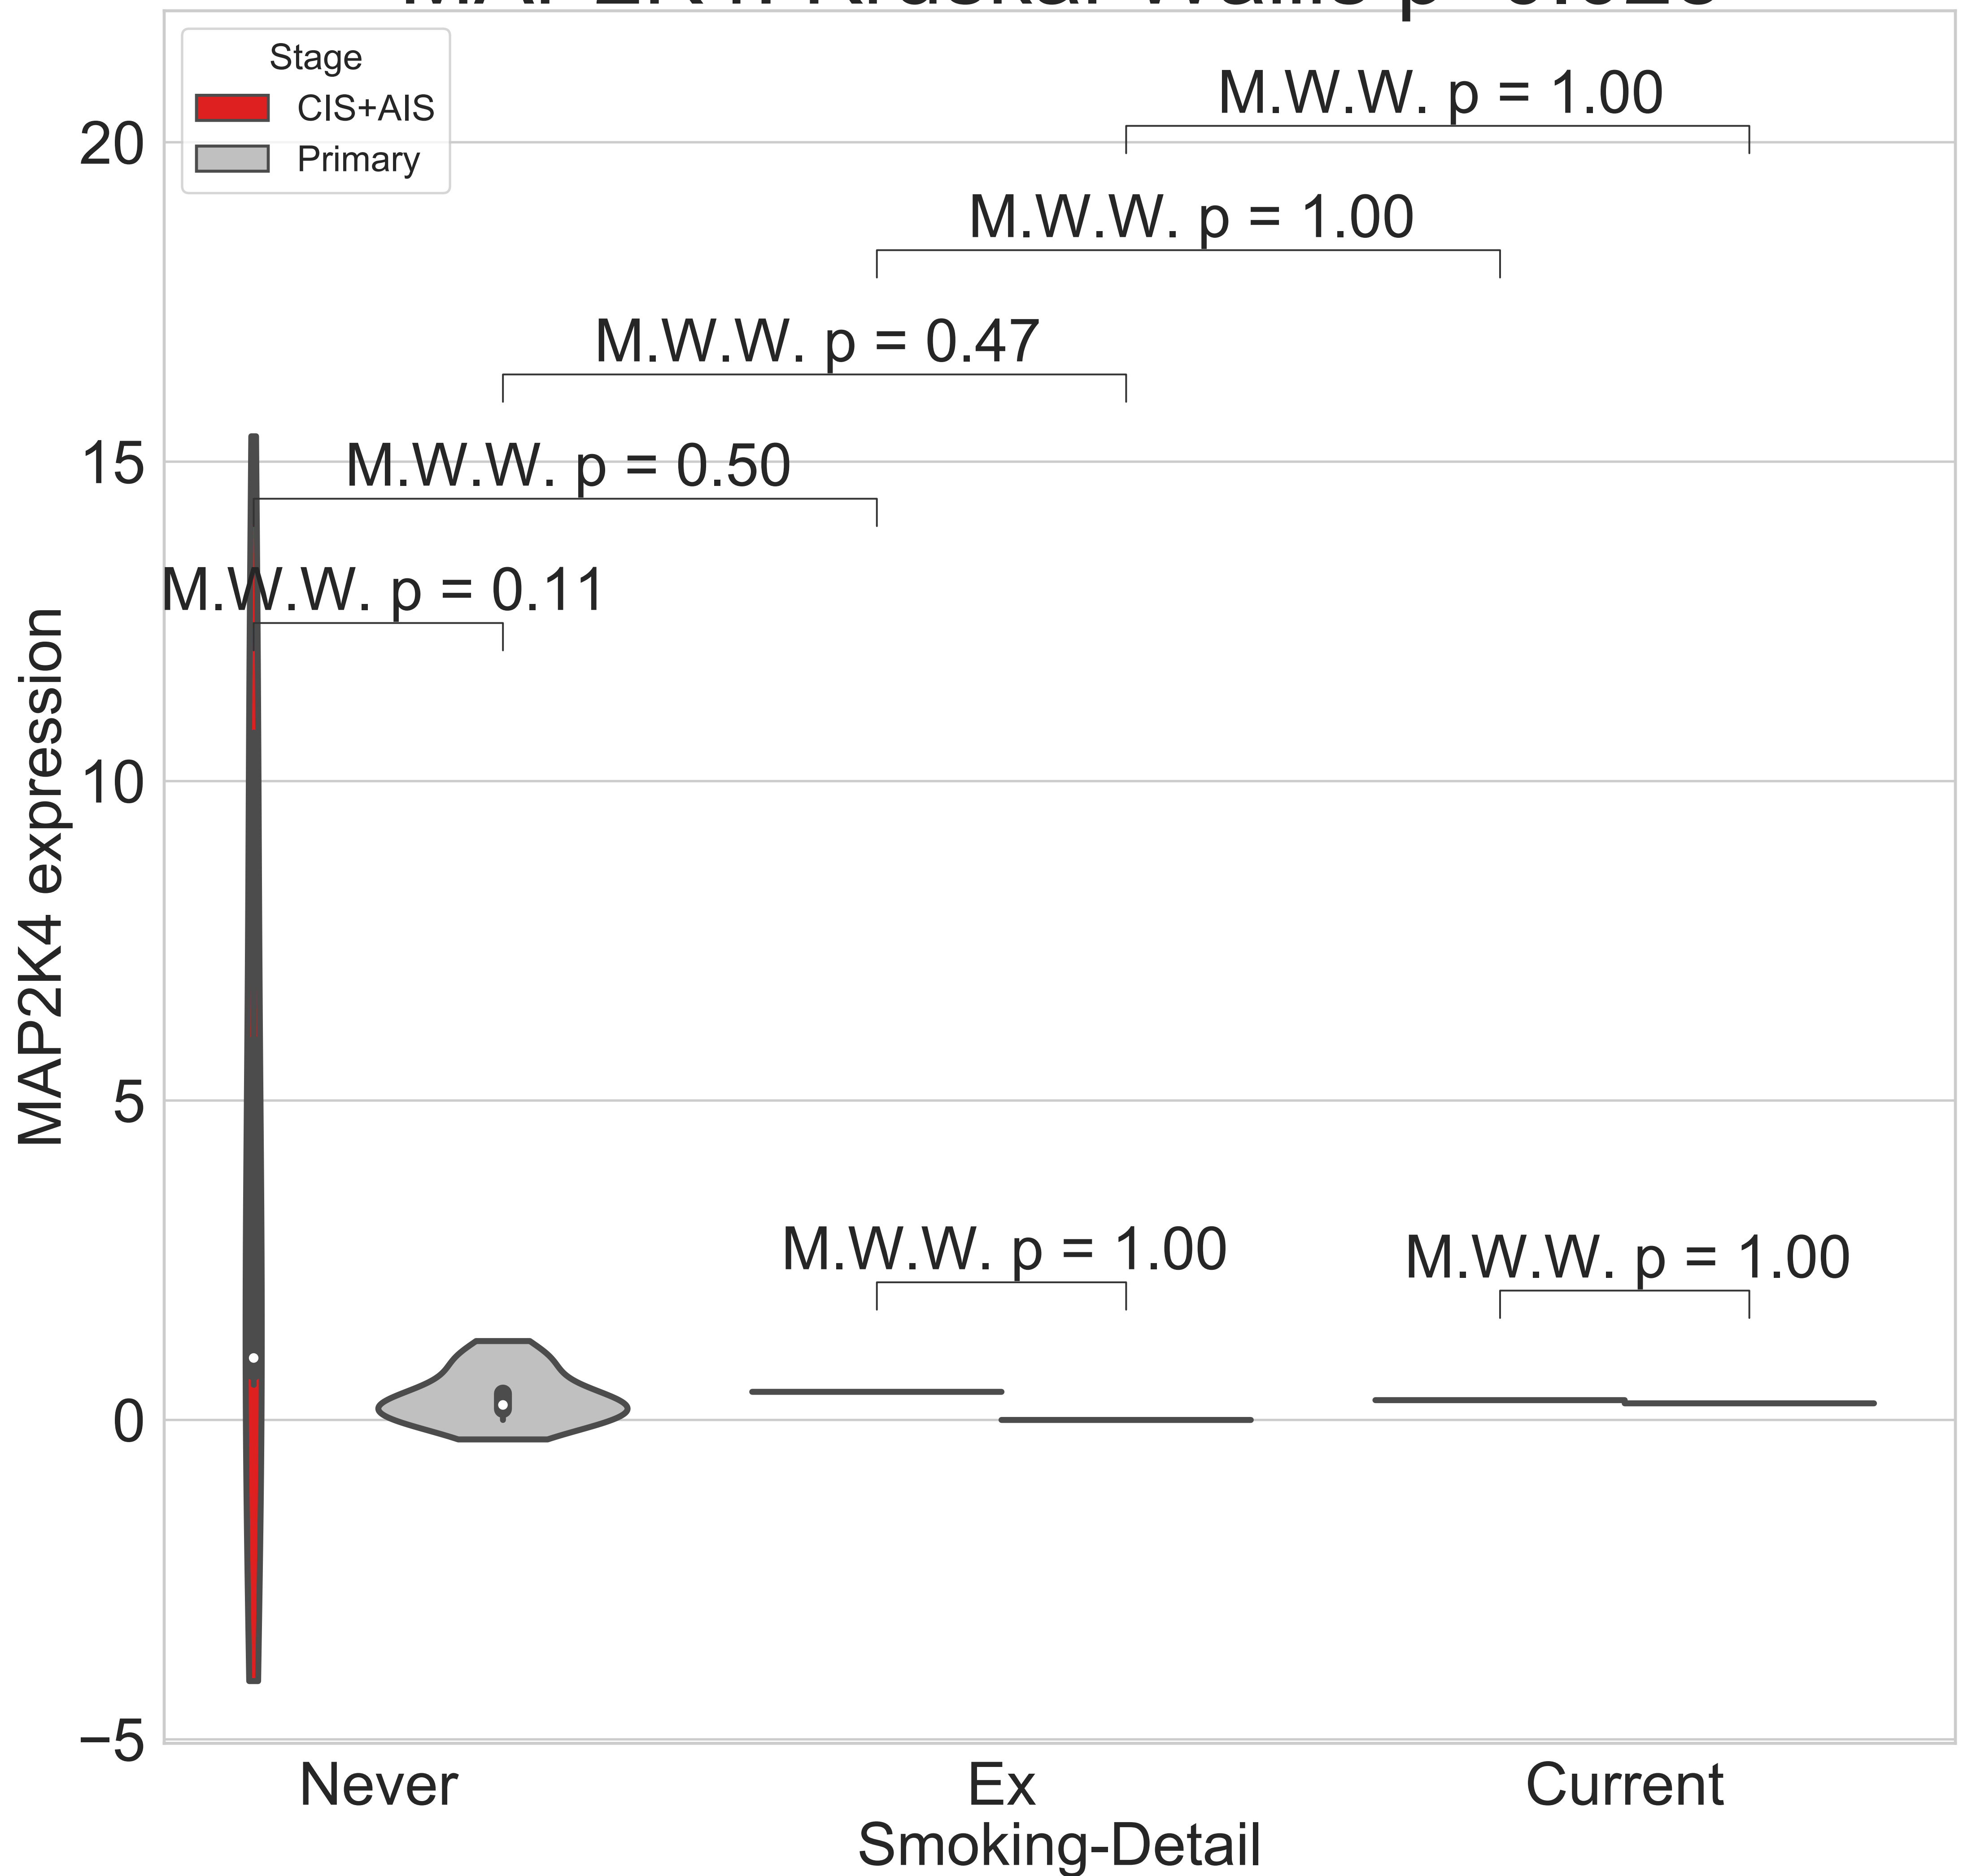 Stage
CIS+AIS
Primary
M.W.W. p = 1.00
M.W.W. p = 1.00
M.W.W. p = 0.47
M.W.W. p = 0.50
M.W.W. p = 0.11
M.W.W. p = 1.00
M.W.W. p = 1.00
20
15
10
5
0
−5
MAP2K4 expression
Never
Ex
Current
Smoking-Detail